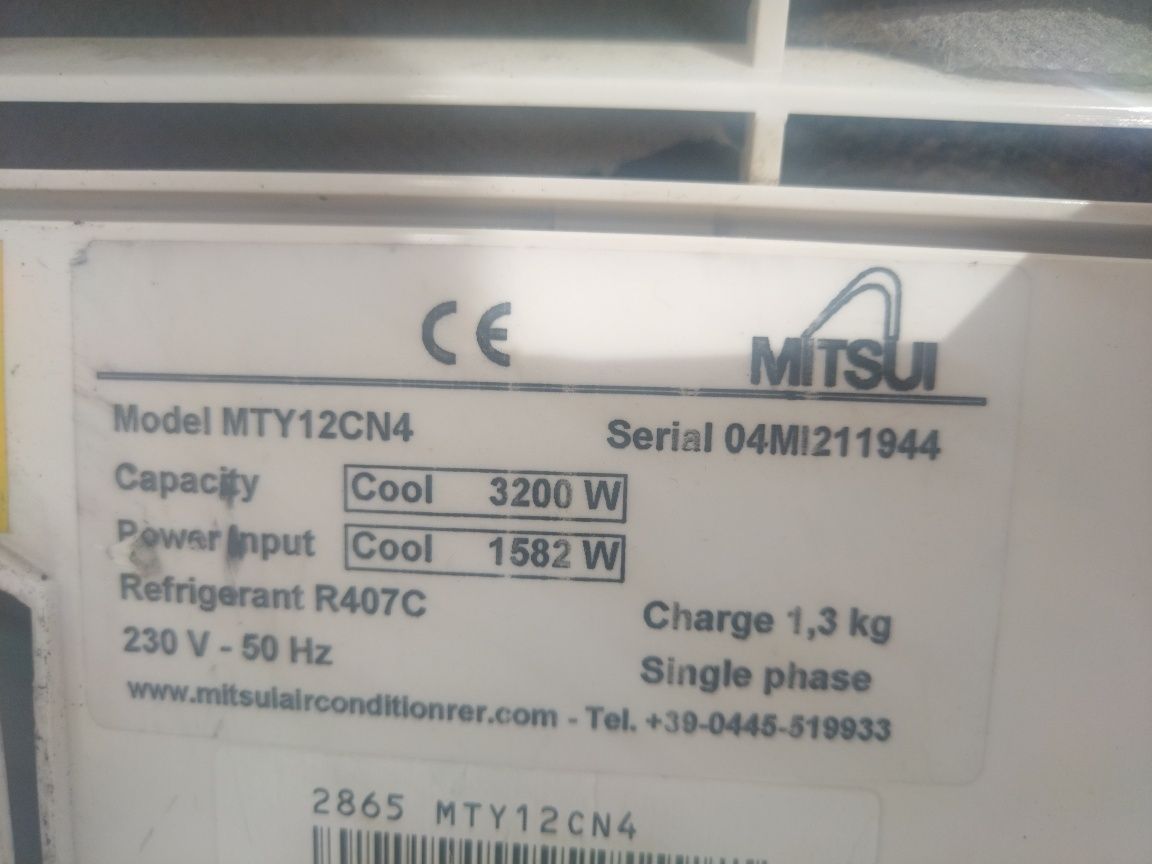 CE
MITSUI
Model MTY12CN4 Serial 04MI211944
Capacity Cool 3200 W
Power Input Cool 1582 W
Refrigerant R407C Charge 1,3 kg
230 V - 50 Hz Single phase
www.mitsuiairconditionrer.com - Tel. +39-0445-519933
2865 MTY12CN4